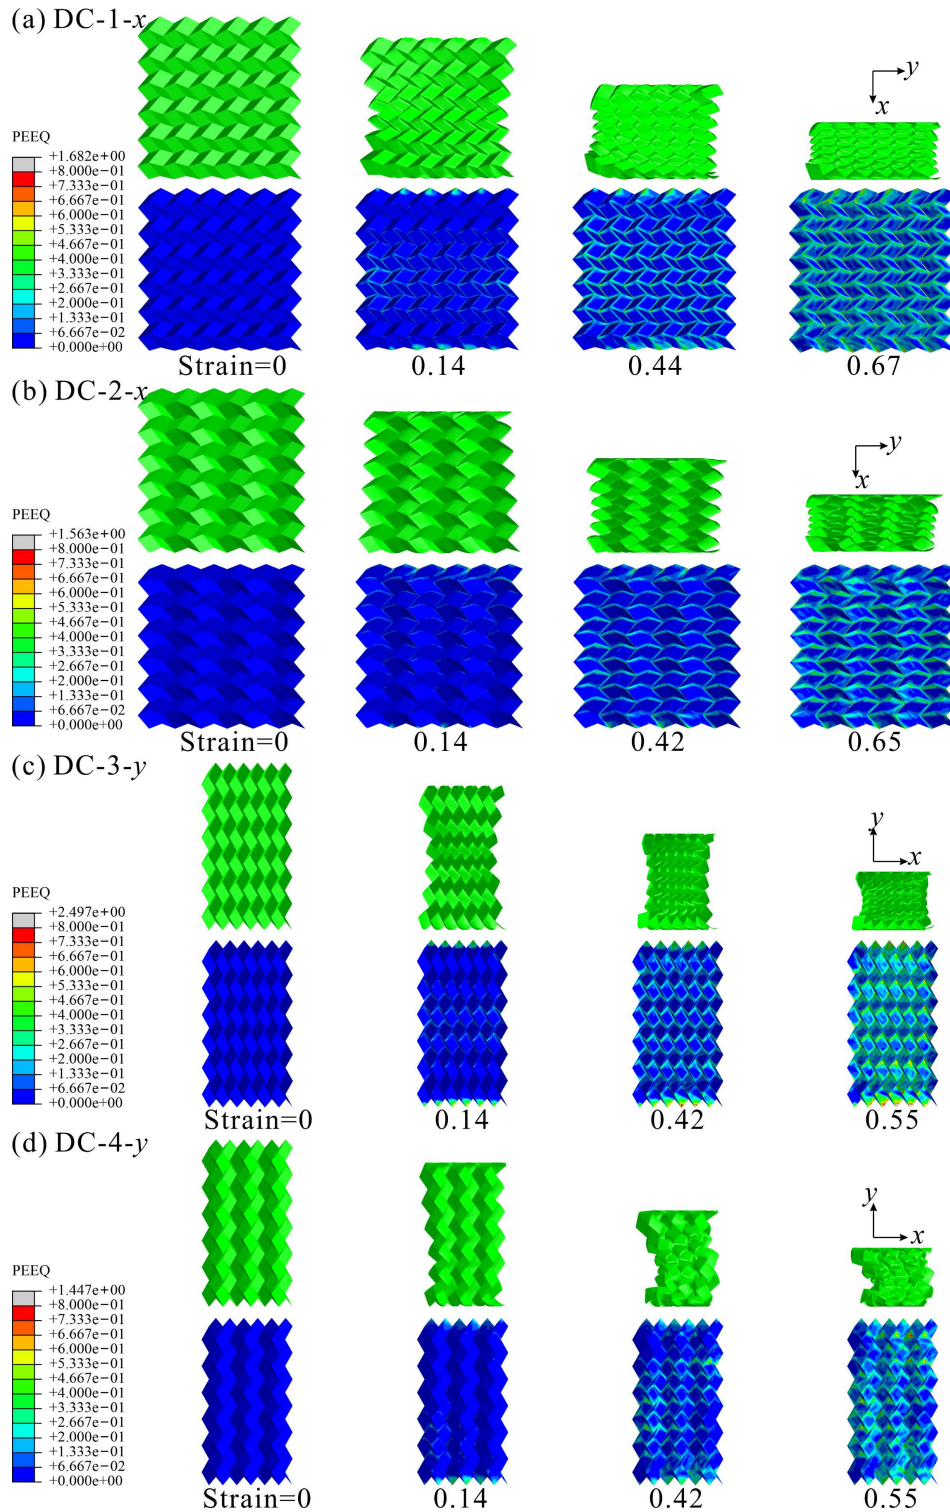 (a) DC-1-x
y
x
PEEQ
+1.682e+00
+8.000e−01
+7.333e−01
+6.667e−01
+6.000e−01
+5.333e−01
+4.667e−01
+4.000e−01
+3.333e−01
+2.667e−01
+2.000e−01
+1.333e−01
+6.667e−02
+0.000e+00
Strain=0 0.14 0.44 0.67
(b) DC-2-x
y
x
PEEQ
+1.563e+00
+8.000e−01
+7.333e−01
+6.667e−01
+6.000e−01
+5.333e−01
+4.667e−01
+4.000e−01
+3.333e−01
+2.667e−01
+2.000e−01
+1.333e−01
+6.667e−02
+0.000e+00
Strain=0 0.14 0.42 0.65
(c) DC-3-y
y
x
PEEQ
+2.497e+00
+8.000e−01
+7.333e−01
+6.667e−01
+6.000e−01
+5.333e−01
+4.667e−01
+4.000e−01
+3.333e−01
+2.667e−01
+2.000e−01
+1.333e−01
+6.667e−02
+0.000e+00
Strain=0 0.14 0.42 0.55
(d) DC-4-y
y
x
PEEQ
+1.447e+00
+8.000e−01
+7.333e−01
+6.667e−01
+6.000e−01
+5.333e−01
+4.667e−01
+4.000e−01
+3.333e−01
+2.667e−01
+2.000e−01
+1.333e−01
+6.667e−02
+0.000e+00
Strain=0 0.14 0.42 0.55